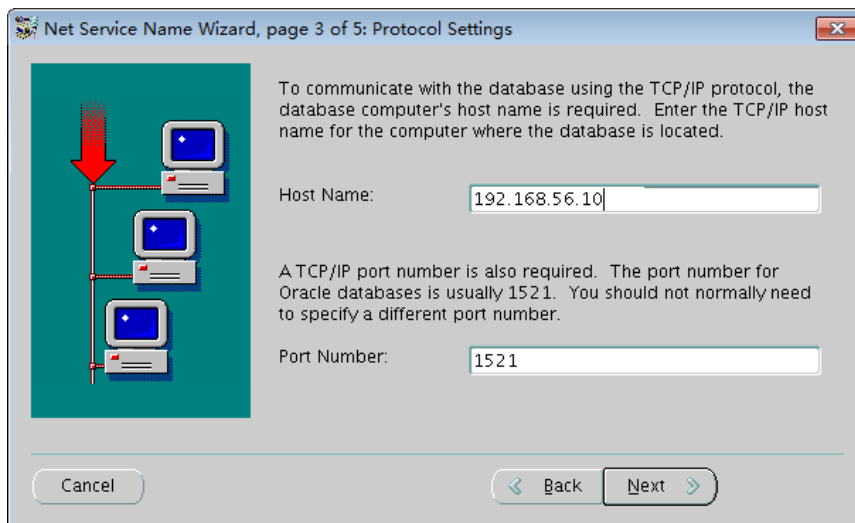 Net Service Name Wizard, page 3 of 5: Protocol Settings
To communicate with the database using the TCP/IP protocol, the
database computer's host name is required. Enter the TCP/IP host
name for the computer where the database is located.
Host Name: 192.168.56.10
A TCP/IP port number is also required. The port number for
Oracle databases is usually 1521. You should not normally need
to specify a different port number.
Port Number: 1521
Cancel Back Next